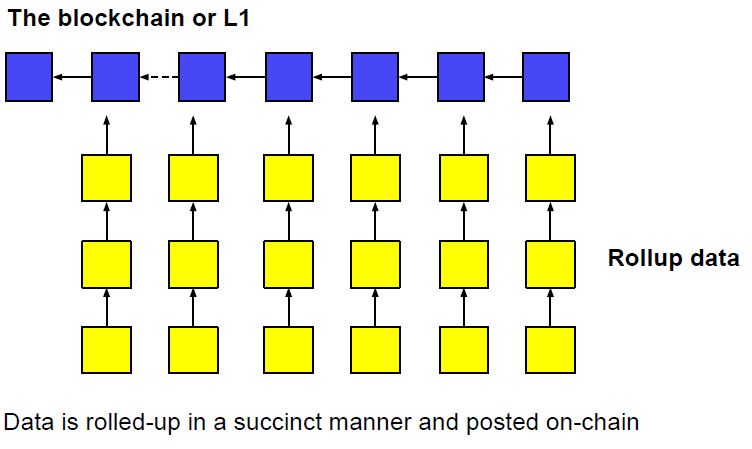 The blockchain or L1
Rollup data
Data is rolled-up in a succinct manner and posted on-chain